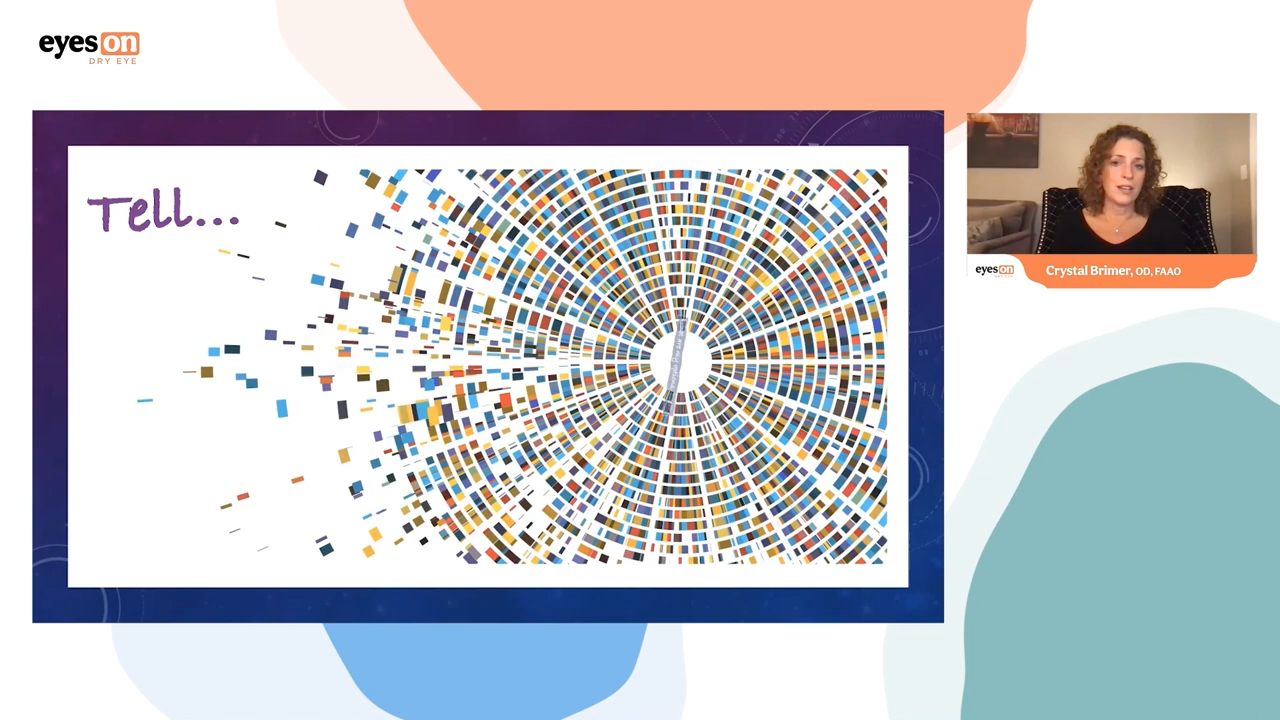 eyes on
DRY EYE
Tell...
eyes on
Crystal Brimer, OD, FAAO